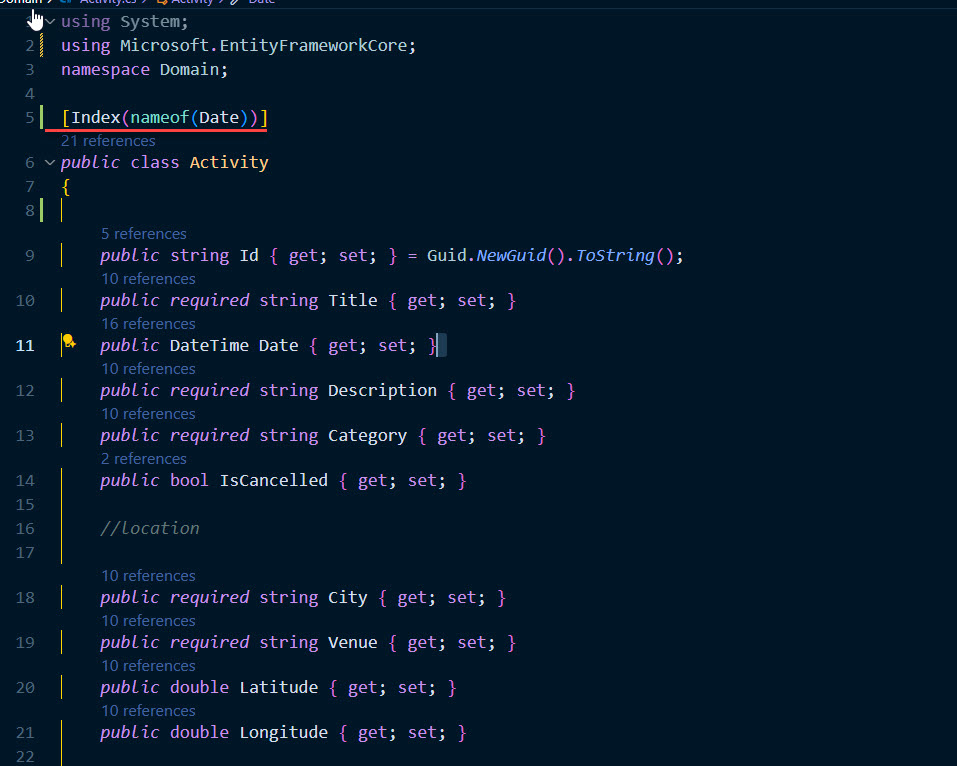 Domain > Activity.cs > Activity > Date
1 using System;
2 using Microsoft.EntityFrameworkCore;
3 namespace Domain;
4
5 [Index(nameof(Date))]
21 references
6 public class Activity
7 {
8
5 references
9 public string Id { get; set; } = Guid.NewGuid().ToString();
10 references
10 public required string Title { get; set; }
16 references
11 public DateTime Date { get; set; }
10 references
12 public required string Description { get; set; }
10 references
13 public required string Category { get; set; }
2 references
14 public bool IsCancelled { get; set; }
15
16 //location
17
10 references
18 public required string City { get; set; }
10 references
19 public required string Venue { get; set; }
10 references
20 public double Latitude { get; set; }
10 references
21 public double Longitude { get; set; }
22